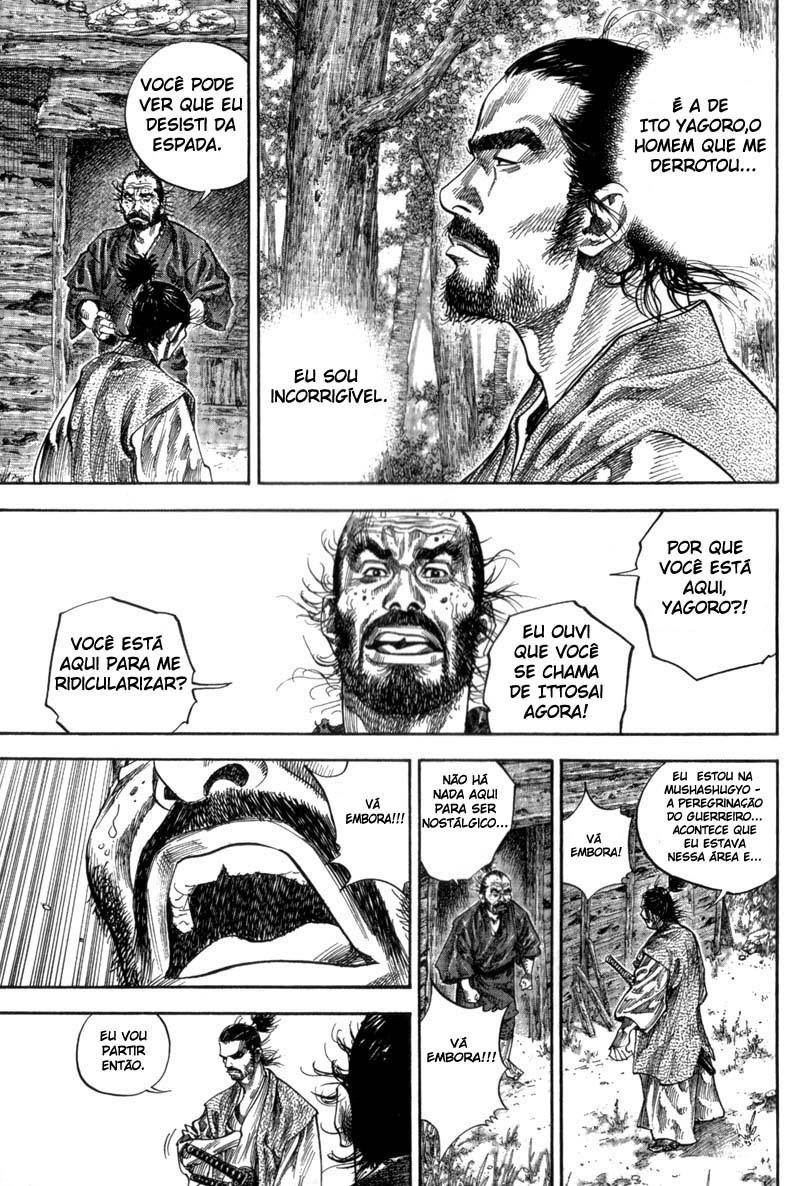 É A DE
ITO YAGORO,O
HOMEM QUE ME
DERROTOU...
EU SOU
INCORRIGÍVEL.
VOCÊ PODE
VER QUE EU
DESISTI DA
ESPADA.
POR QUE
VOCÊ ESTÁ
AQUI,
YAGORO?!
EU OUVI
QUE VOCÊ
SE CHAMA
DE ITTOSAI
AGORA!
VOCÊ ESTÁ
AQUI PARA ME
RIDICULARIZAR?
EU ESTOU NA
MUSHASHUGYO -
A PEREGRINAÇÃO
DO GUERREIRO...
ACONTECE QUE
EU ESTAVA
NESSA ÁREA E...
VÁ
EMBORA!
NÃO HÁ
NADA AQUI
PARA SER
NOSTÁLGICO...
VÁ
EMBORA!!!
VÁ
EMBORA!!!
EU VOU
PARTIR
ENTÃO.